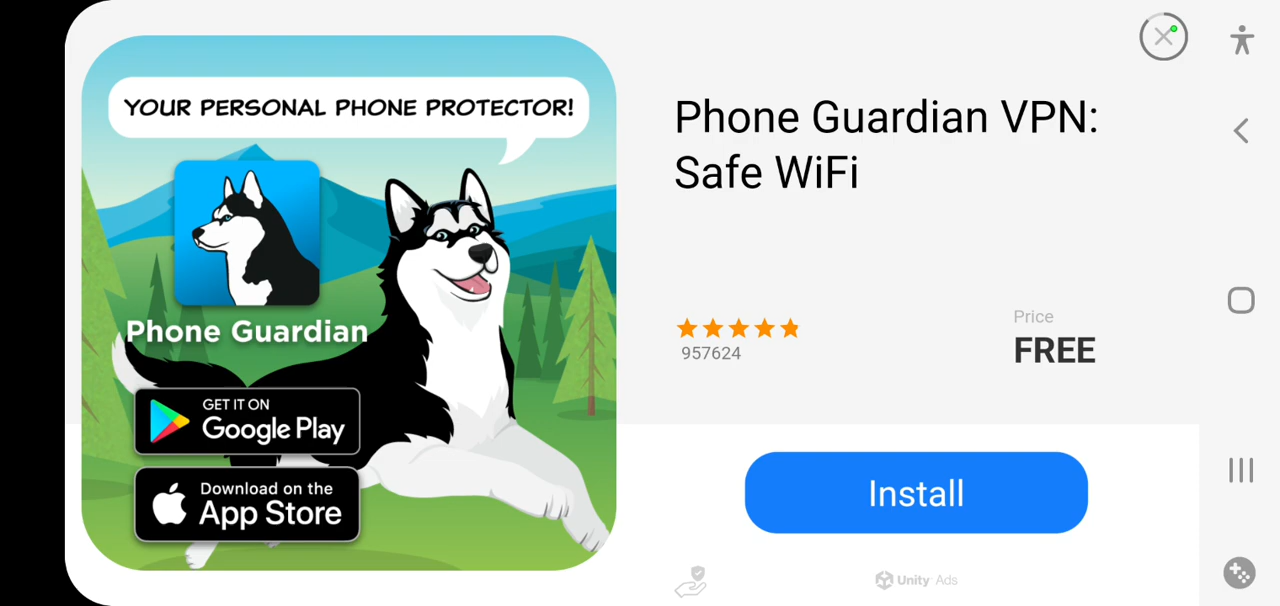 YOUR PERSONAL PHONE PROTECTOR!
Phone Guardian
GET IT ON
Google Play
Download on the
App Store
Phone Guardian VPN:
Safe WiFi
957624
Price
FREE
Install
Unity Ads